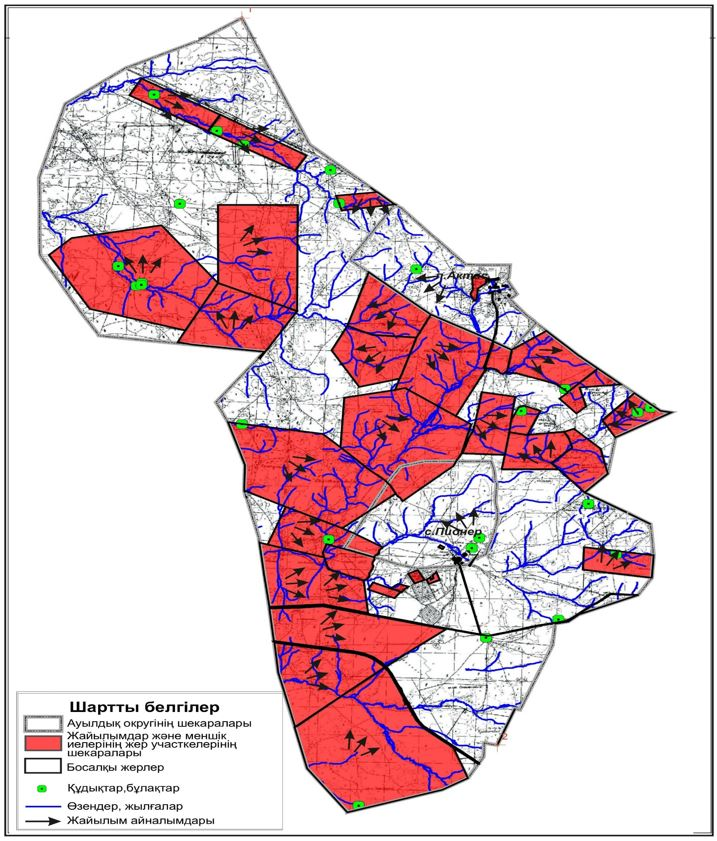 п.Актас
с.Пионер
2
Шартты белгілер
Ауылдық округінің шекаралары
Жайылымдар және меншік
иелерінің жер участкелерінің
шекаралары
Босалқы жерлер
Құдықтар,бұлақтар
Өзендер, жылғалар
Жайылым айналымдары